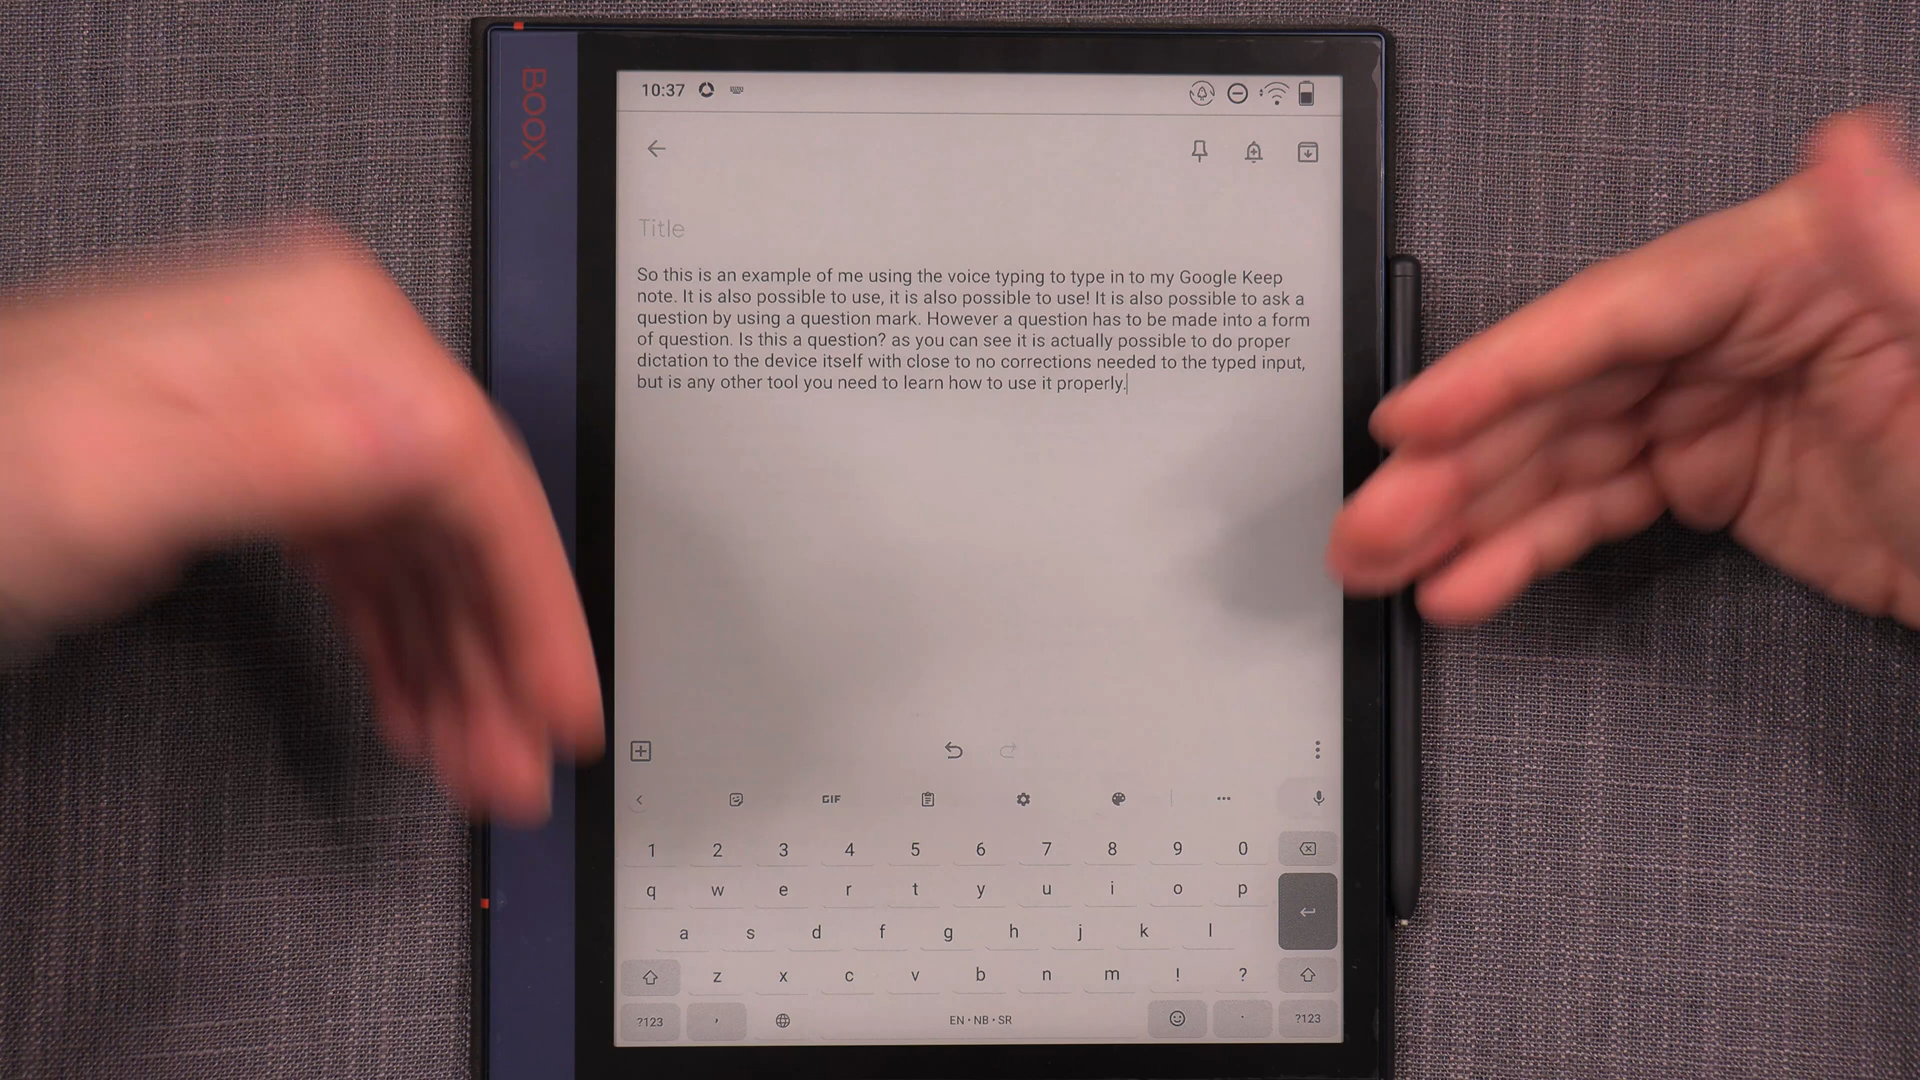 BOOX
10:37
Title
So this is an example of me using the voice typing to type in to my Google Keep
note. It is also possible to use, it is also possible to use! It is also possible to ask a
question by using a question mark. However a question has to be made into a form
of question. Is this a question? as you can see it is actually possible to do proper
dictation to the device itself with close to no corrections needed to the typed input,
but is any other tool you need to learn how to use it properly.
GIF
1 2 3 4 5 6 7 8 9 0
q w e r t y u i o p
a s d f g h j k l
z x c v b n m ! ?
?123 , EN • NB • SR . ?123